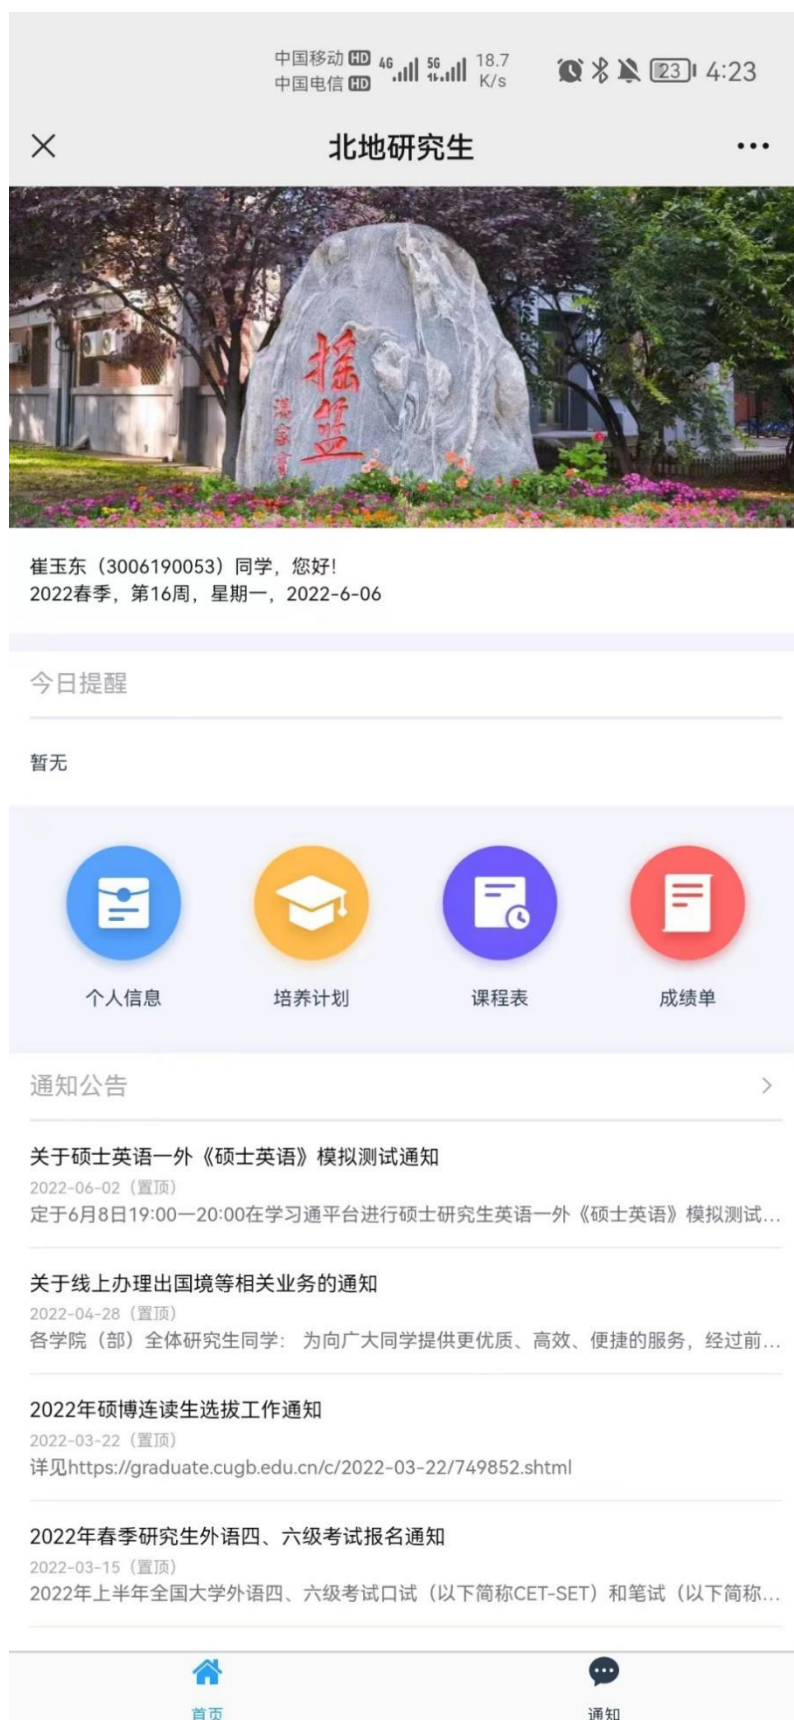 中国移动 HD 4G 5G 18.7 23 4:23
中国电信 HD K/s
北地研究生
摇篮
温家宝
崔玉东（3006190053）同学，您好！
2022春季，第16周，星期一，2022-6-06
今日提醒
暂无
个人信息 培养计划 课程表 成绩单
通知公告
关于硕士英语一外《硕士英语》模拟测试通知
2022-06-02（置顶）
定于6月8日19:00—20:00在学习通平台进行硕士研究生英语一外《硕士英语》模拟测试...
关于线上办理出国境等相关业务的通知
2022-04-28（置顶）
各学院（部）全体研究生同学： 为向广大同学提供更优质、高效、便捷的服务，经过前...
2022年硕博连读生选拔工作通知
2022-03-22（置顶）
详见https://graduate.cugb.edu.cn/c/2022-03-22/749852.shtml
2022年春季研究生外语四、六级考试报名通知
2022-03-15（置顶）
2022年上半年全国大学外语四、六级考试口试（以下简称CET-SET）和笔试（以下简称...
首页 通知